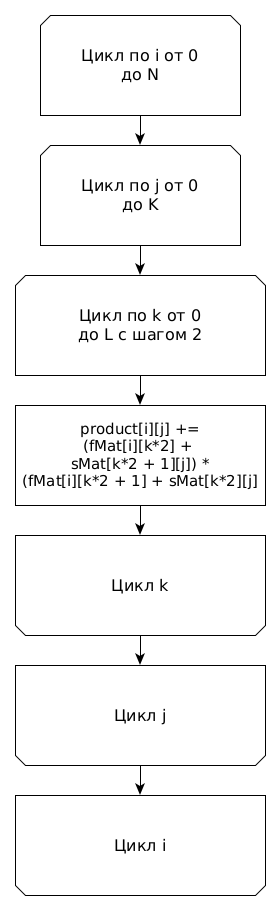 Цикл по i от 0
до N
Цикл по j от 0
до K
Цикл по k от 0
до L с шагом 2
product[i][j] +=
(fMat[i][k*2] +
sMat[k*2 + 1][j]) *
(fMat[i][k*2 + 1] + sMat[k*2][j]
Цикл k
Цикл j
Цикл i